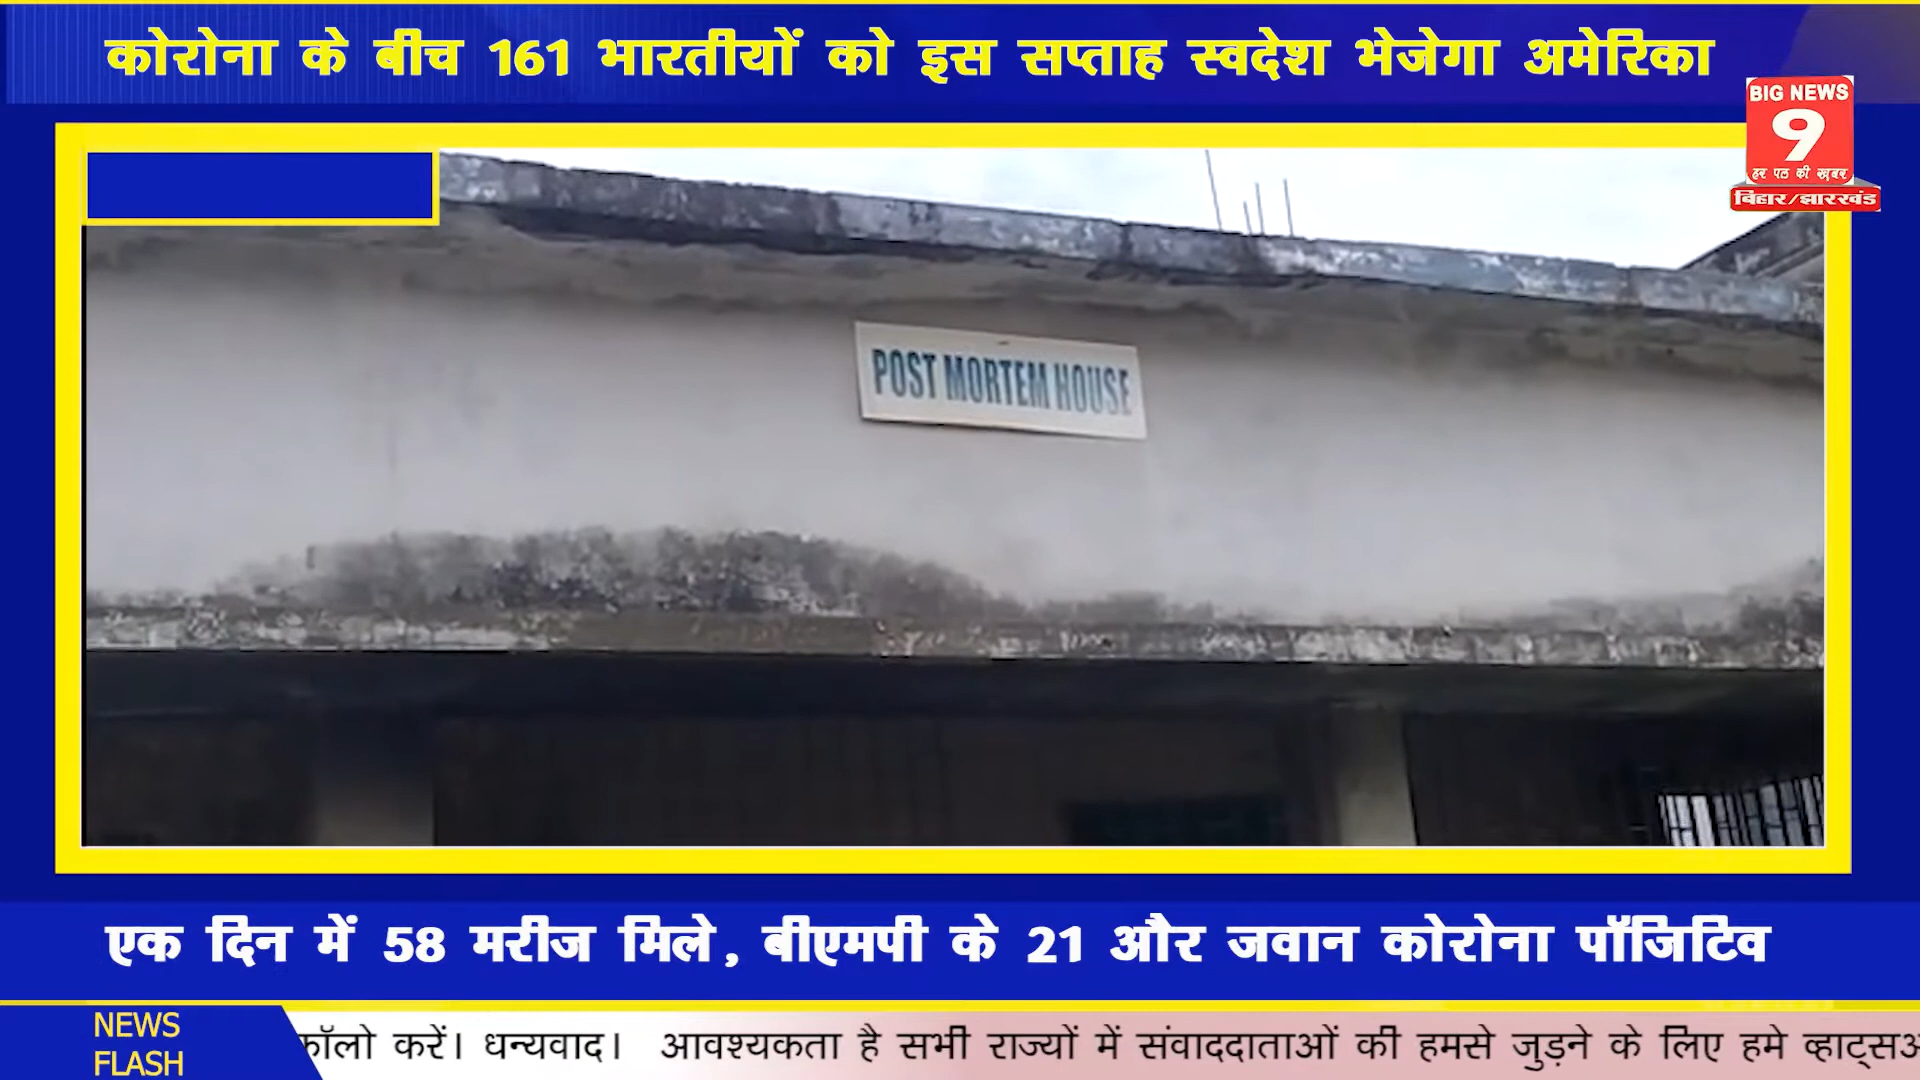 कोरोना के बीच 161 भारतीयों को इस सप्ताह स्वदेश भेजेगा अमेरिका
BIG NEWS
9
हर पल की ख़बर
बिहार/झारखंड
POST MORTEM HOUSE
एक दिन में 58 मरीज मिले, बीएमपी के 21 और जवान कोरोना पॉजिटिव
NEWS
FLASH
करें। धन्यवाद। आवश्यकता है सभी राज्यों में संवाददाताओं की हमसे जुड़ने के लिए हमे